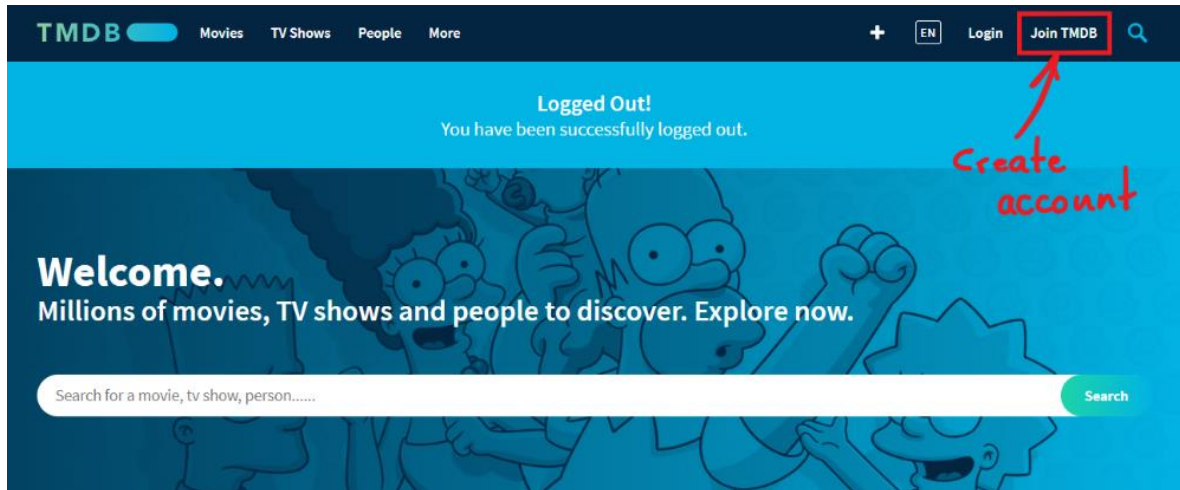 TMDB Movies TV Shows People More + EN Login Join TMDB
Logged Out!
You have been successfully logged out.
Create
account
Welcome.
Millions of movies, TV shows and people to discover. Explore now.
Search for a movie, tv show, person...... Search